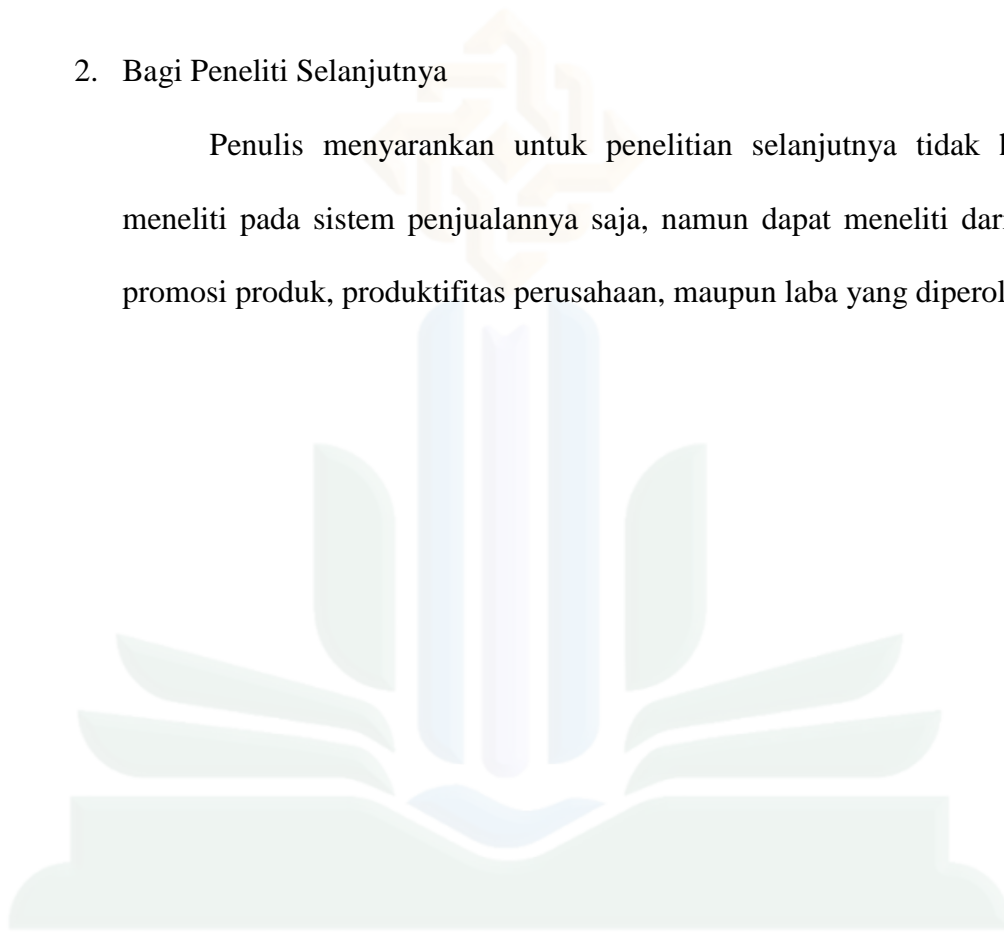 2. Bagi Peneliti Selanjutnya
Penulis menyarankan untuk penelitian selanjutnya tidak
meneliti pada sistem penjualannya saja, namun dapat meneliti
promosi produk, produktifitas perusahaan, maupun laba yang